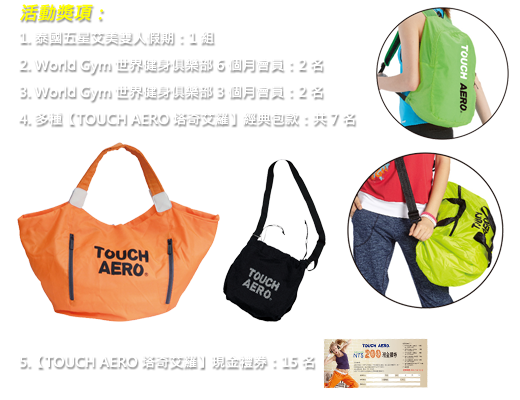 活動獎項：
1. 泰國五星艾美雙人假期：1 組
2. World Gym 世界健身俱樂部 6 個月會員：2 名
3. World Gym 世界健身俱樂部 3 個月會員：2 名
4. 多種【TOUCH AERO 塔奇艾羅】經典包款：共 7 名
TOUCH AERO.
TOUCH
AERO®
TOUCH
AERO.
5.【TOUCH AERO 塔奇艾羅】現金禮券：15 名
TOUCH AERO.
NT$200